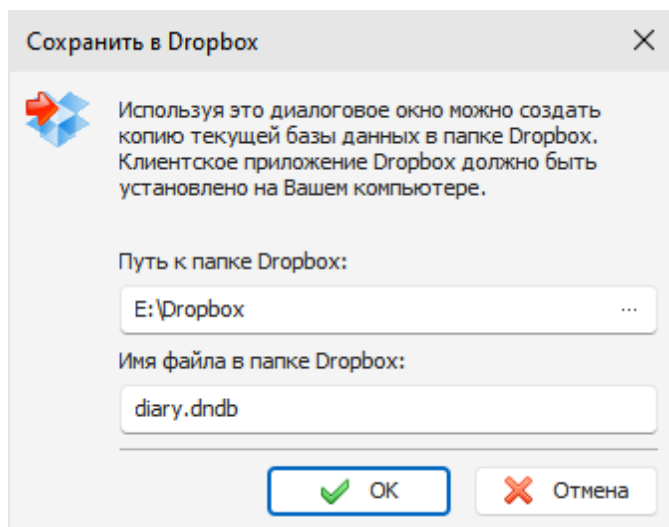 Сохранить в Dropbox
Используя это диалоговое окно можно создать
копию текущей базы данных в папке Dropbox.
Клиентское приложение Dropbox должно быть
установлено на Вашем компьютере.
Путь к папке Dropbox:
E:\Dropbox ...
Имя файла в папке Dropbox:
diary.dndb
OK Отмена